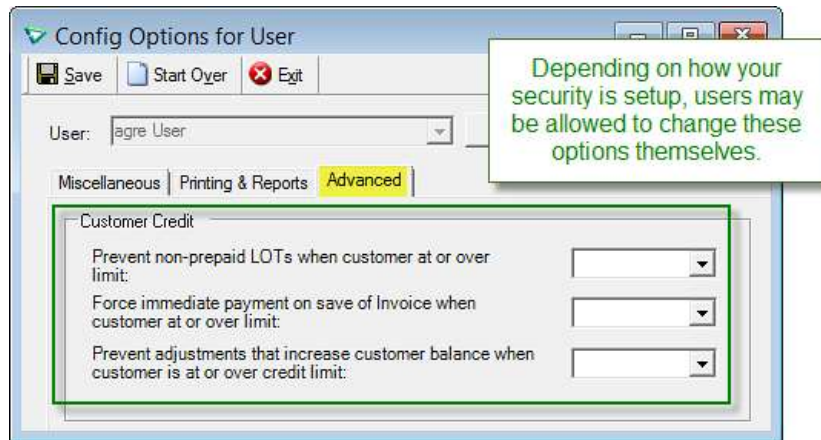 Config Options for User
Save Start Over Exit
Depending on how your
security is setup, users may
be allowed to change these
options themselves.
User: agre User
Miscellaneous Printing & Reports Advanced
Customer Credit
Prevent non-prepaid LOTs when customer at or over
limit:
Force immediate payment on save of Invoice when
customer at or over limit:
Prevent adjustments that increase customer balance when
customer is at or over credit limit: